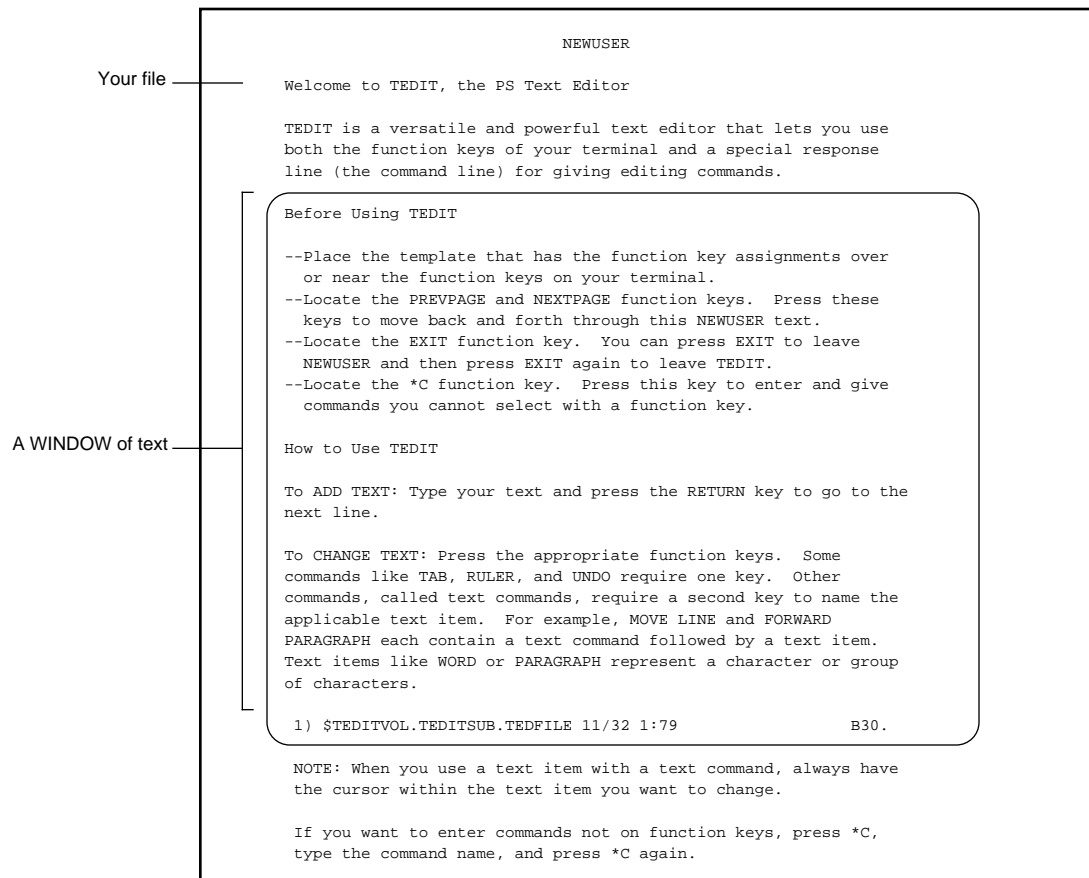 NEWUSER
Your file
Welcome to TEDIT, the PS Text Editor
TEDIT is a versatile and powerful text editor that lets you use
both the function keys of your terminal and a special response
line (the command line) for giving editing commands.
Before Using TEDIT
--Place the template that has the function key assignments over
or near the function keys on your terminal.
--Locate the PREVPAGE and NEXTPAGE function keys.  Press these
keys to move back and forth through this NEWUSER text.
--Locate the EXIT function key.  You can press EXIT to leave
NEWUSER and then press EXIT again to leave TEDIT.
--Locate the *C function key.  Press this key to enter and give
commands you cannot select with a function key.
A WINDOW of text
How to Use TEDIT
To ADD TEXT: Type your text and press the RETURN key to go to the
next line.
To CHANGE TEXT: Press the appropriate function keys.  Some
commands like TAB, RULER, and UNDO require one key.  Other
commands, called text commands, require a second key to name the
applicable text item.  For example, MOVE LINE and FORWARD
PARAGRAPH each contain a text command followed by a text item.
Text items like WORD or PARAGRAPH represent a character or group
of characters.
1) $TEDITVOL.TEDITSUB.TEDFILE 11/32 1:79 B30.
NOTE: When you use a text item with a text command, always have
the cursor within the text item you want to change.
If you want to enter commands not on function keys, press *C,
type the command name, and press *C again.